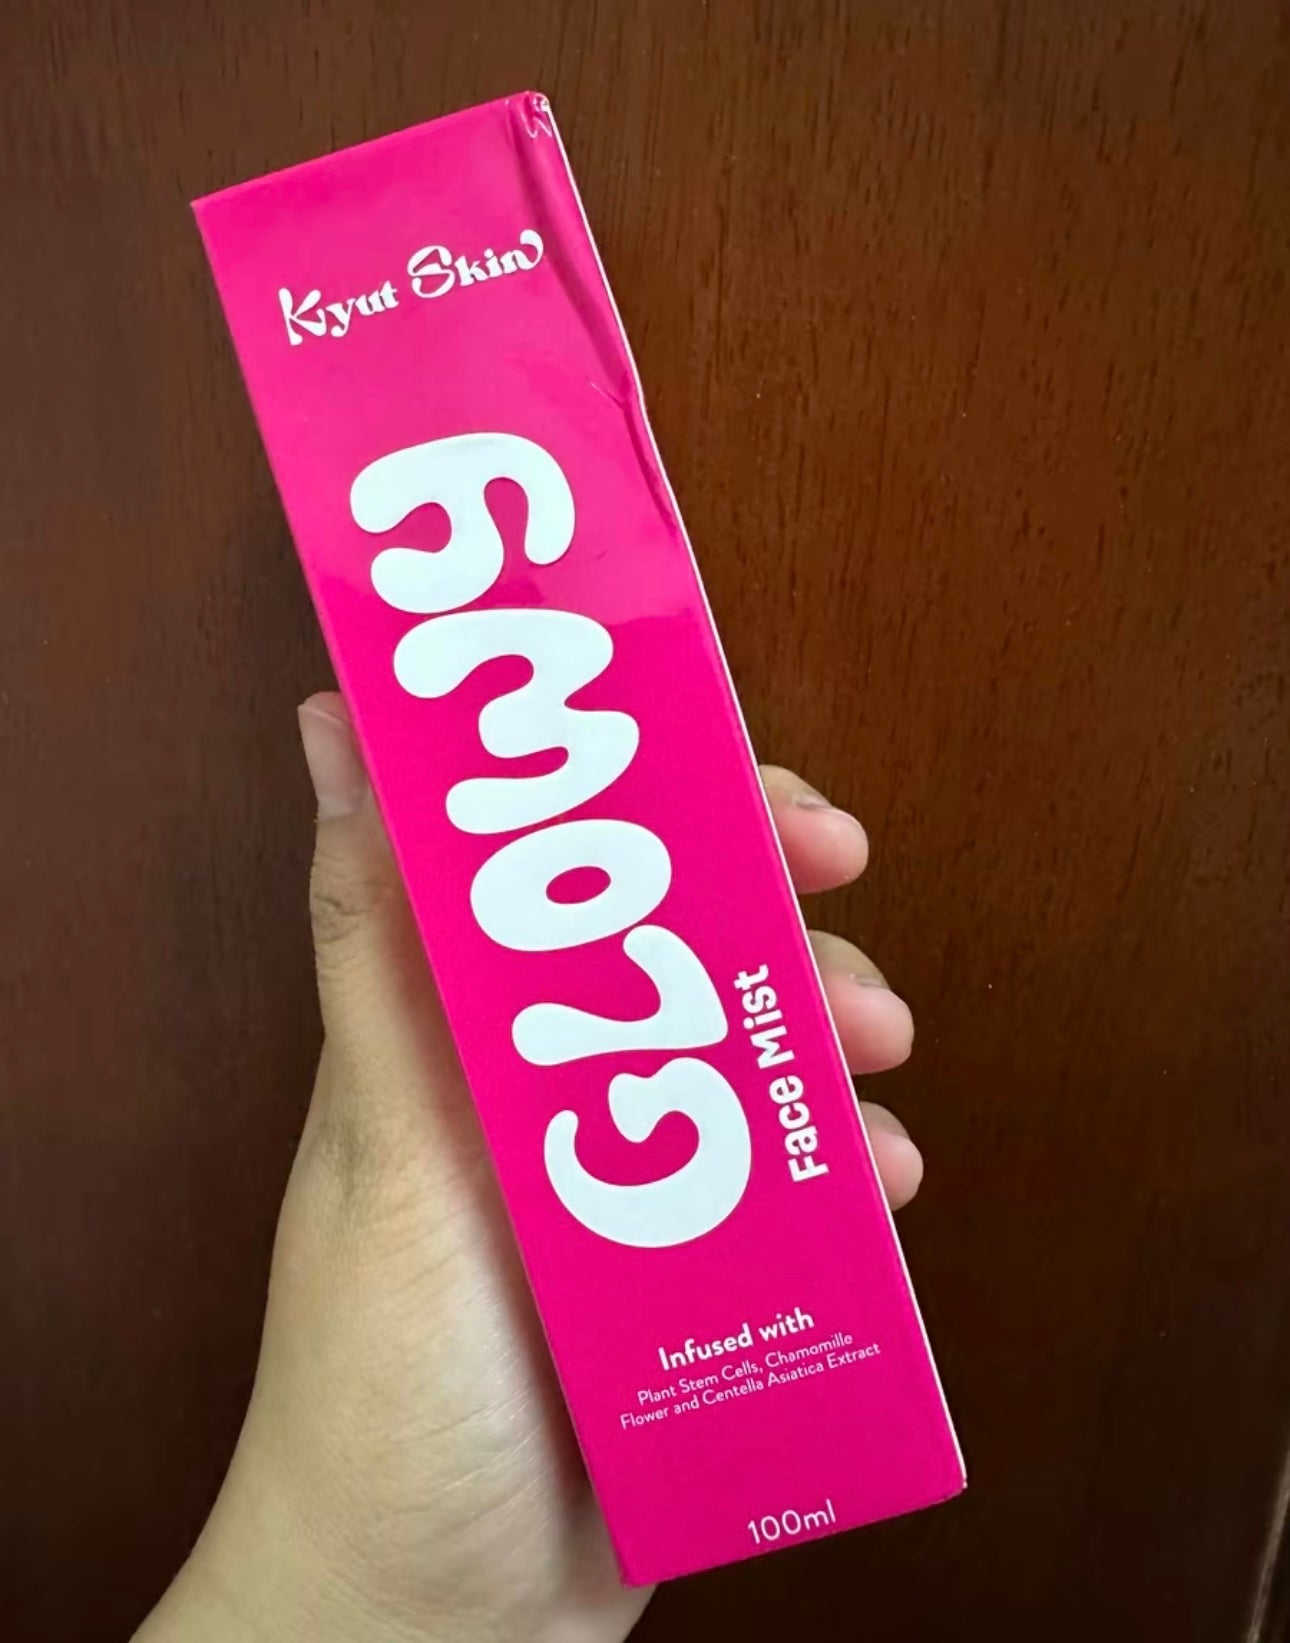 Kyut Skin
GLOWY
Face Mist
Infused with
Plant Stem Cells, Chamomille
Flower and Centella Asiatica Extract
100ml